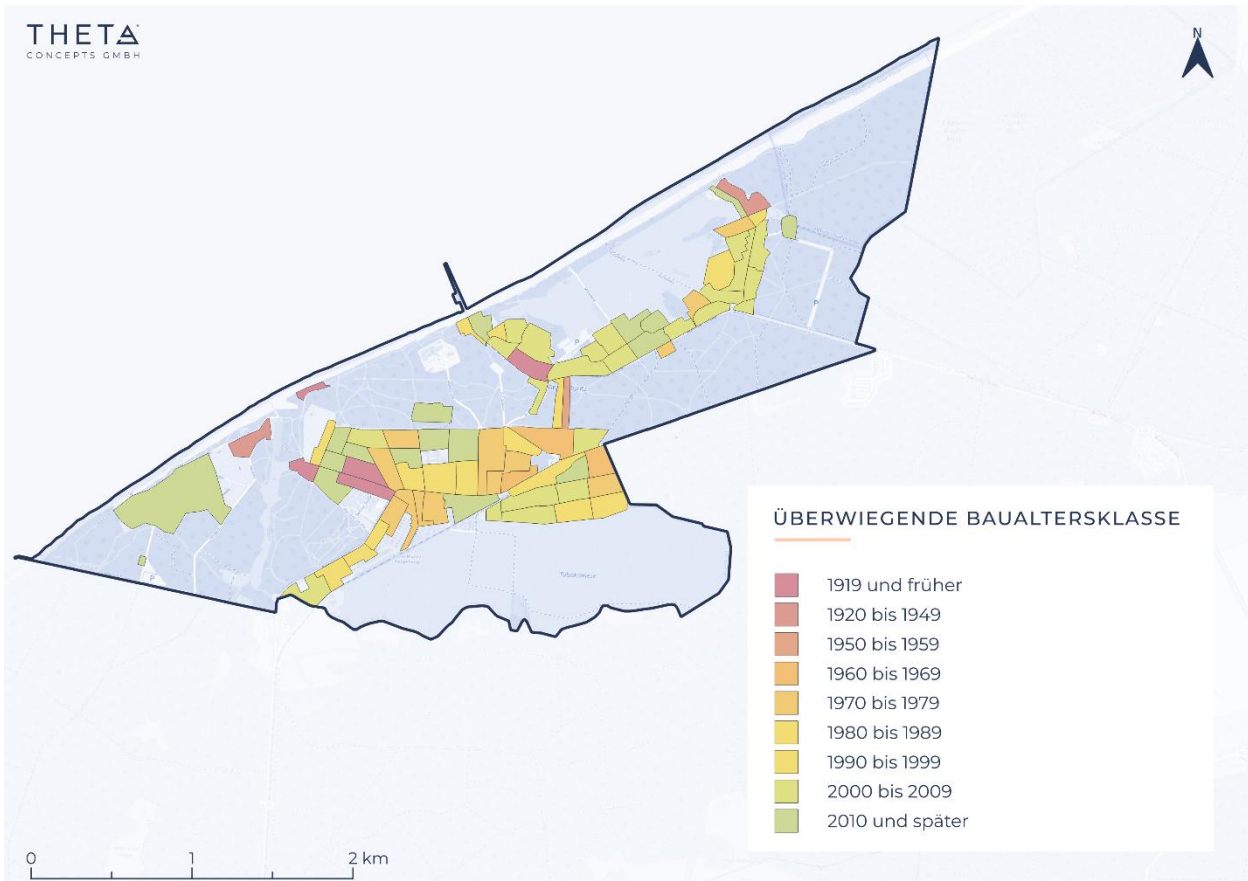 THETA
CONCEPTS GMBH
N
P
P
P
Tabakswiese
ÜBERWIEGENDE BAUALTERSKLASSE
1919 und früher
1920 bis 1949
1950 bis 1959
1960 bis 1969
1970 bis 1979
1980 bis 1989
1990 bis 1999
2000 bis 2009
2010 und später
0
1
2 km